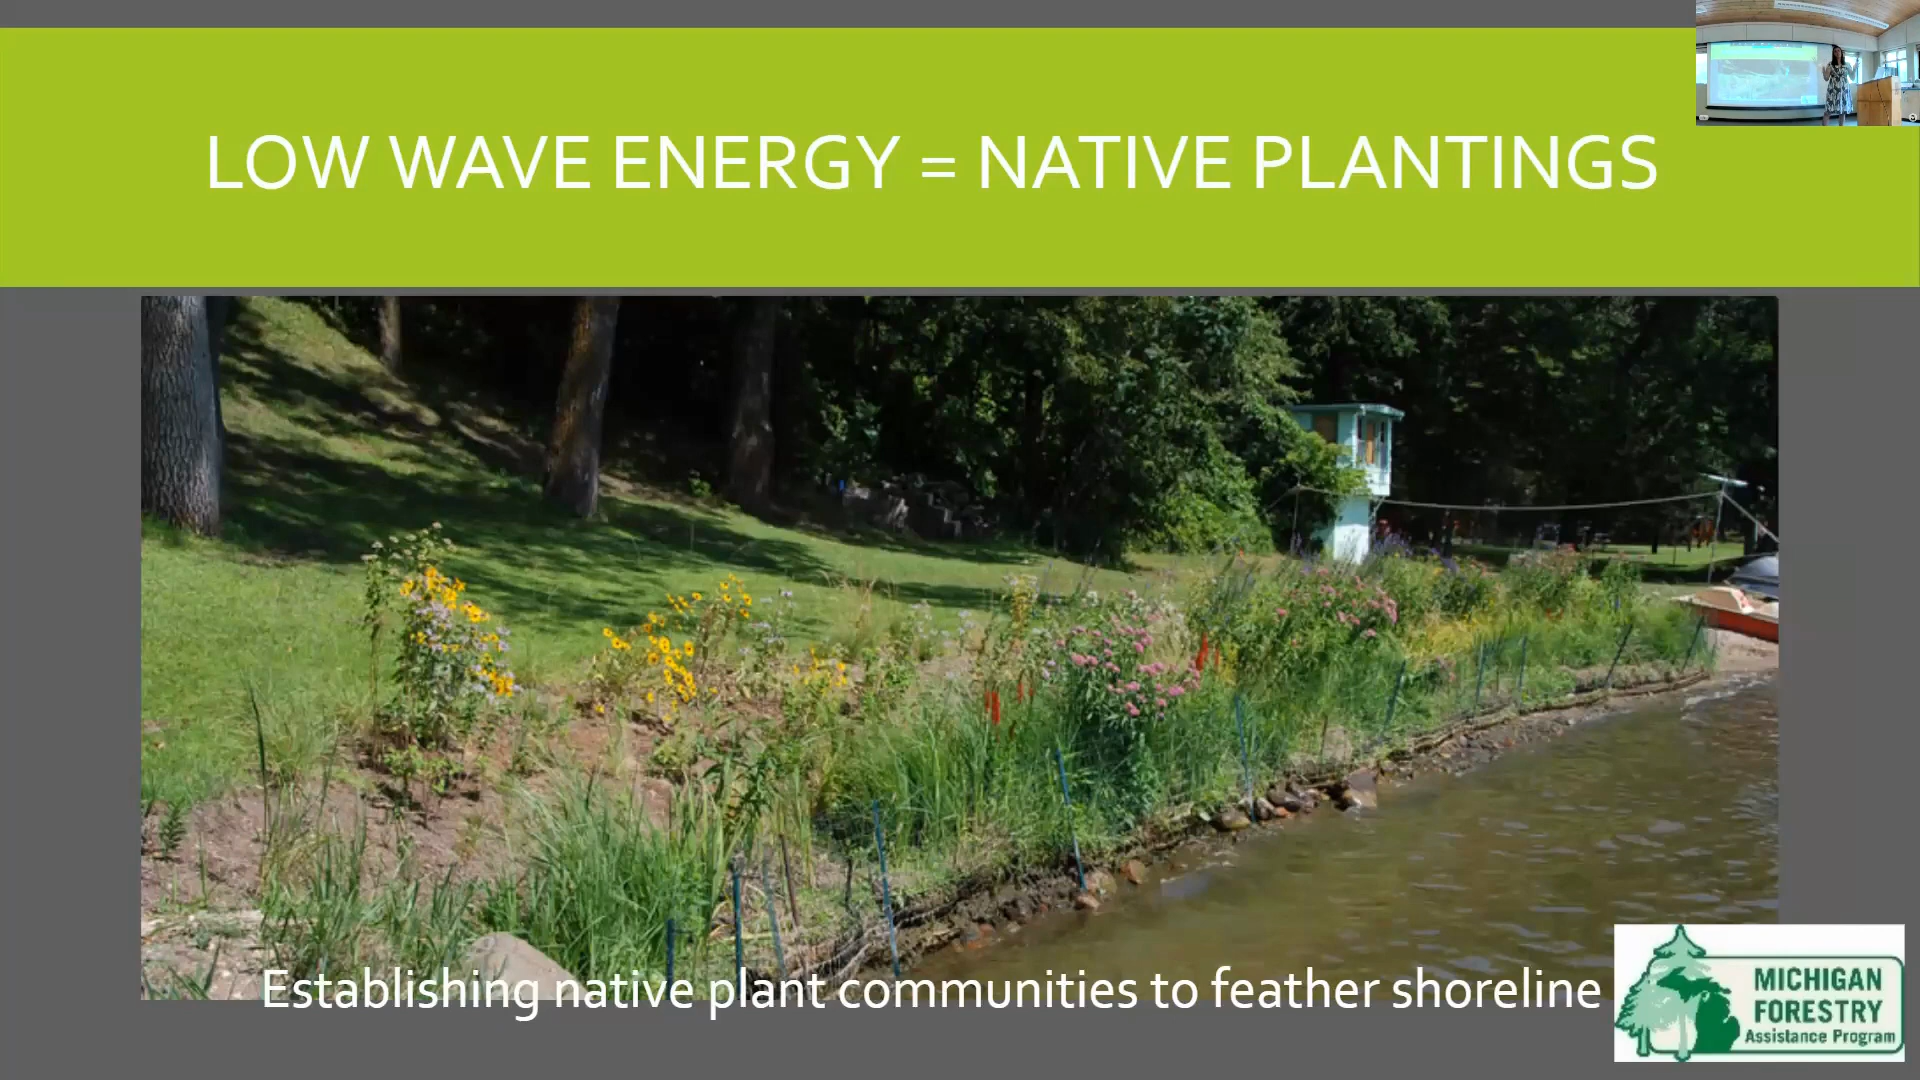 LOW WAVE ENERGY = NATIVE PLANTINGS
Establishing native plant communities to feather shoreline
MICHIGAN
FORESTRY
Assistance Program